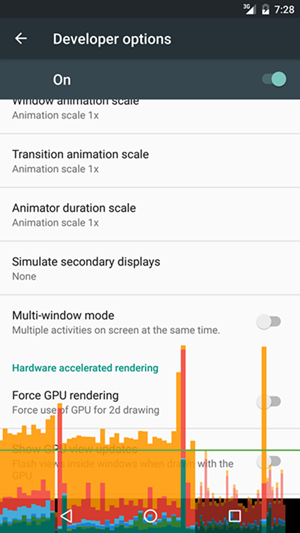 3G 7:28
Developer options
On
Window animation scale
Animation scale 1x
Transition animation scale
Animation scale 1x
Animator duration scale
Animation scale 1x
Simulate secondary displays
None
Multi-window mode
Multiple activities on screen at the same time.
Hardware accelerated rendering
Force GPU rendering
Force use of GPU for 2d drawing
Show GPU view updates
Flash views inside windows when drawn with the
GPU